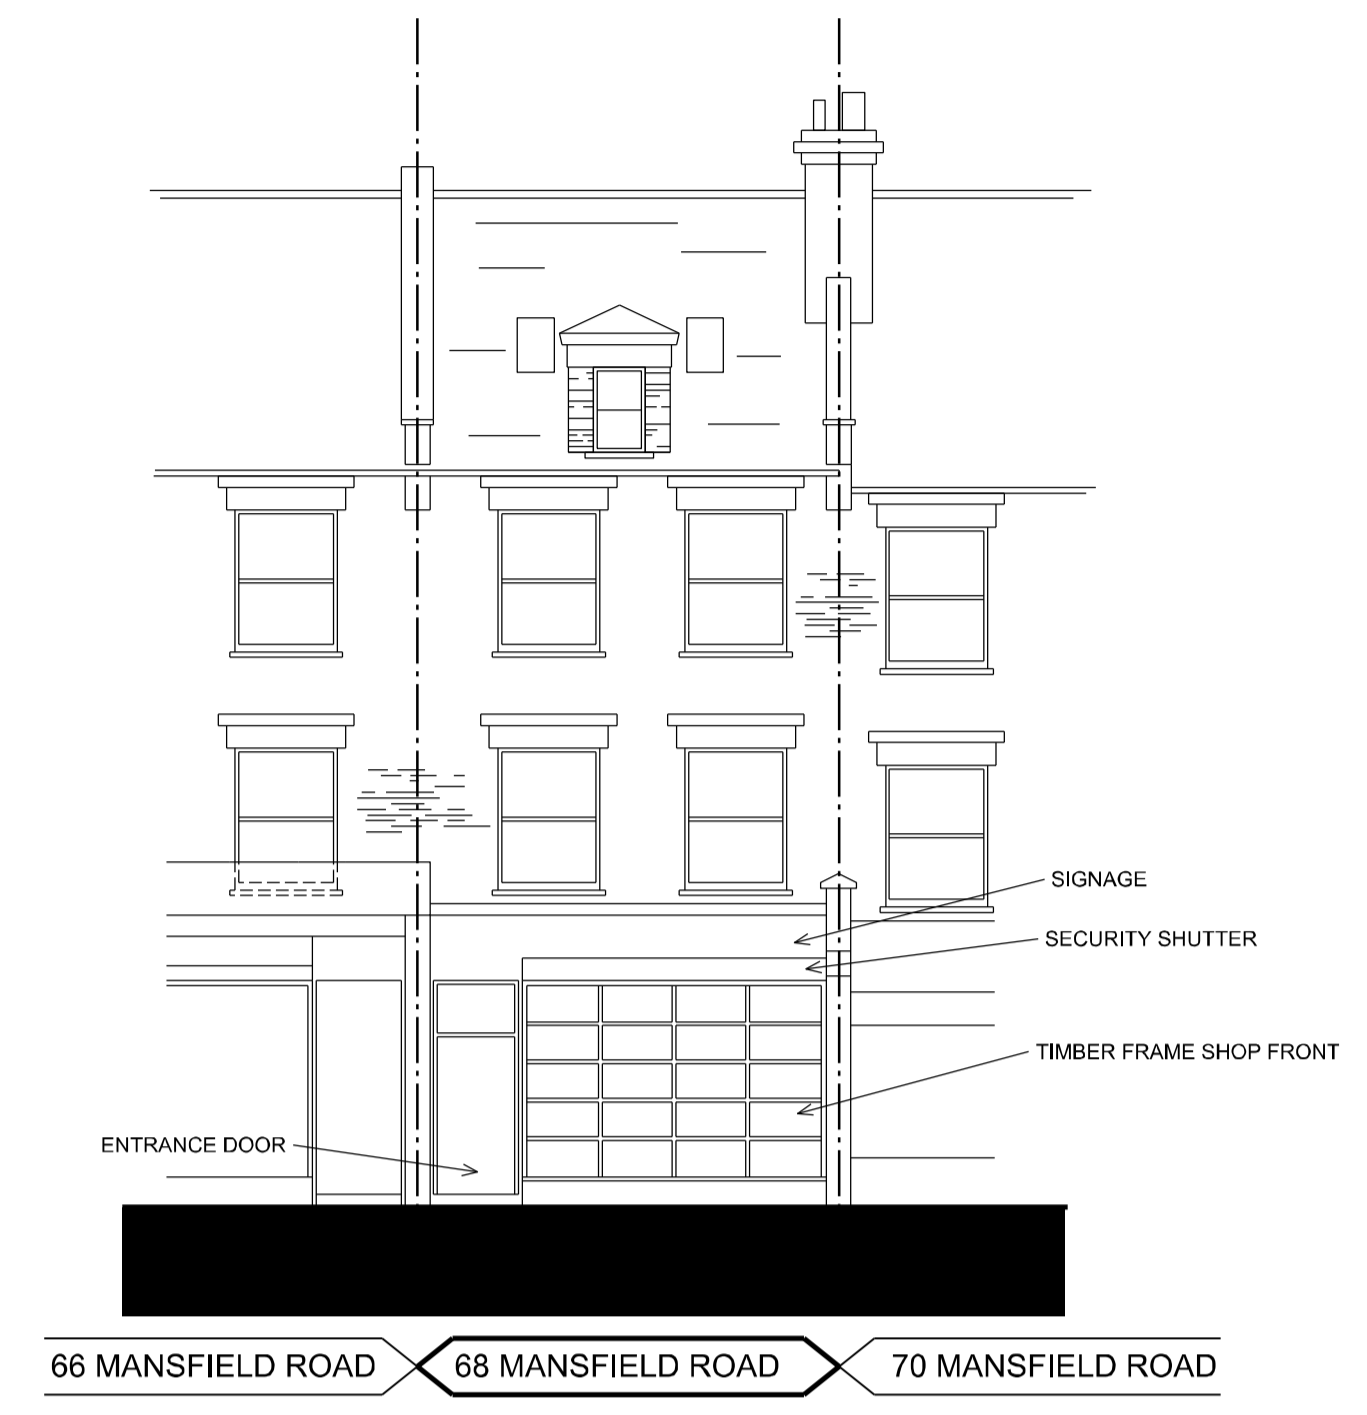 SIGNAGE
SECURITY SHUTTER
TIMBER FRAME SHOP FRONT
ENTRANCE DOOR
66 MANSFIELD ROAD
68 MANSFIELD ROAD
70 MANSFIELD ROAD